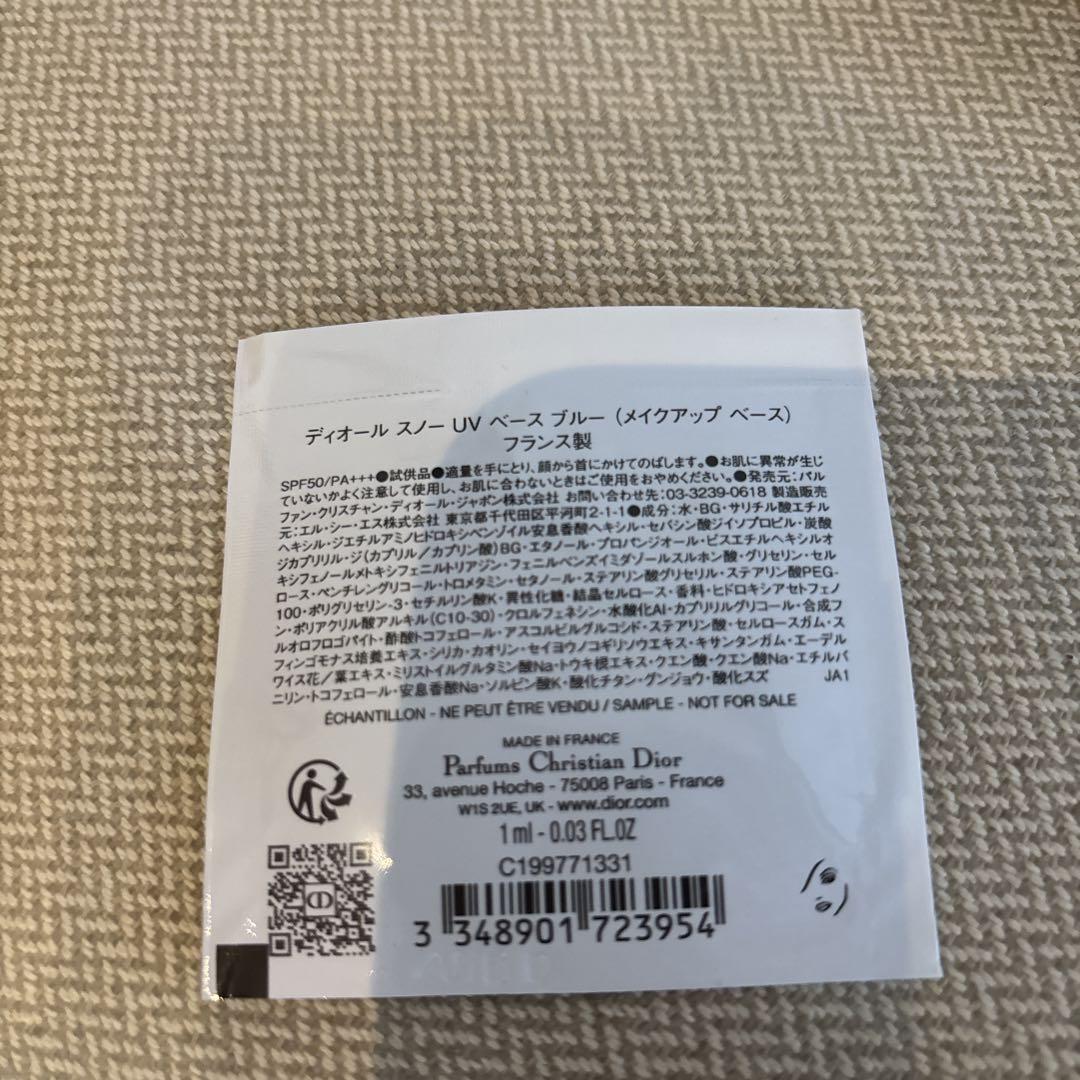 ディオール スノー UV ベース ブルー (メイクアップ ベース)
フランス製
SPF50/PA+++●試供品●適量を手にとり、顔から首にかけてのばします。●お肌に異常が生じ
ていないかよく注意して使用し、お肌に合わないときはご使用をおやめください。●発売元:パル
ファン・クリスチャン・ディオール・ジャポン株式会社 お問い合わせ先:03-3239-0618 製造販売
元:エル・シー・エス株式会社 東京都千代田区平河町2-1-1●成分:水・BG・サリチル酸エチル
ヘキシル・ジエチルアミノヒドロキシベンゾイル安息香酸ヘキシル・セバシン酸ジイソプロピル・炭酸
ジカプリリル・ジ(カプリル/カプリン酸)BG・エタノール・プロパンジオール・ビスエチルヘキシルオ
キシフェノールメトキシフェニルトリアジン・フェニルベンズイミダゾールスルホン酸・グリセリン・セル
ロース・ペンチレングリコール・トロメタミン・セタノール・ステアリン酸グリセリル・ステアリン酸PEG-
100・ポリグリセリン-3・セチルリン酸K・異性化糖・結晶セルロース・香料・ヒドロキシアセトフェノ
ン・ポリアクリル酸アルキル(C10-30)・クロルフェネシン・水酸化Al・カプリリルグリコール・合成フ
ルオロフロゴパイト・酢酸トコフェロール・アスコルビルグルコシド・ステアリン酸・セルロースガム・ス
フィンゴモナス培養エキス・シリカ・カオリン・セイヨウノコギリソウエキス・キサンタンガム・エーデル
ワイス花/葉エキス・ミリストイルグルタミン酸Na・トウキ根エキス・クエン酸・クエン酸Na・エチルバ
ニリン・トコフェロール・安息香酸Na・ソルビン酸K・酸化チタン・グンジョウ・酸化スズ JA1
ÉCHANTILLON - NE PEUT ÊTRE VENDU / SAMPLE - NOT FOR SALE
MADE IN FRANCE
Parfums Christian Dior
33, avenue Hoche - 75008 Paris - France
W1S 2UE, UK - www.dior.com
1 ml - 0.03 FL.OZ
C199771331
3 348901 723954